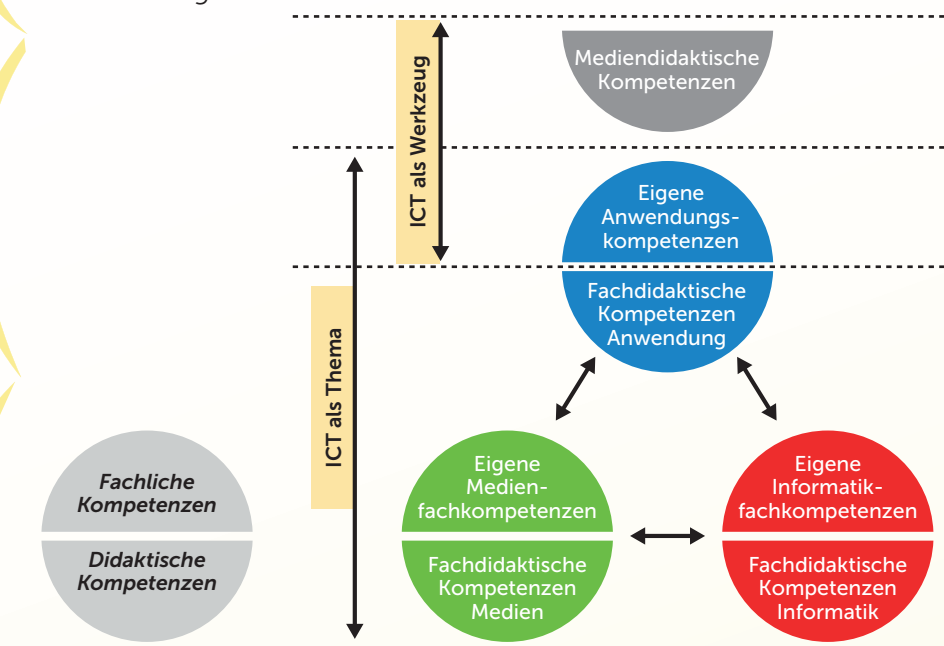 ICT als Werkzeug
Mediendidaktische
Kompetenzen
Eigene
Anwendungs-
kompetenzen
Fachdidaktische
Kompetenzen
Anwendung
ICT als Thema
Fachliche
Kompetenzen
Didaktische
Kompetenzen
Eigene
Medien-
fachkompetenzen
Fachdidaktische
Kompetenzen
Medien
Eigene
Informatik-
fachkompetenzen
Fachdidaktische
Kompetenzen
Informatik